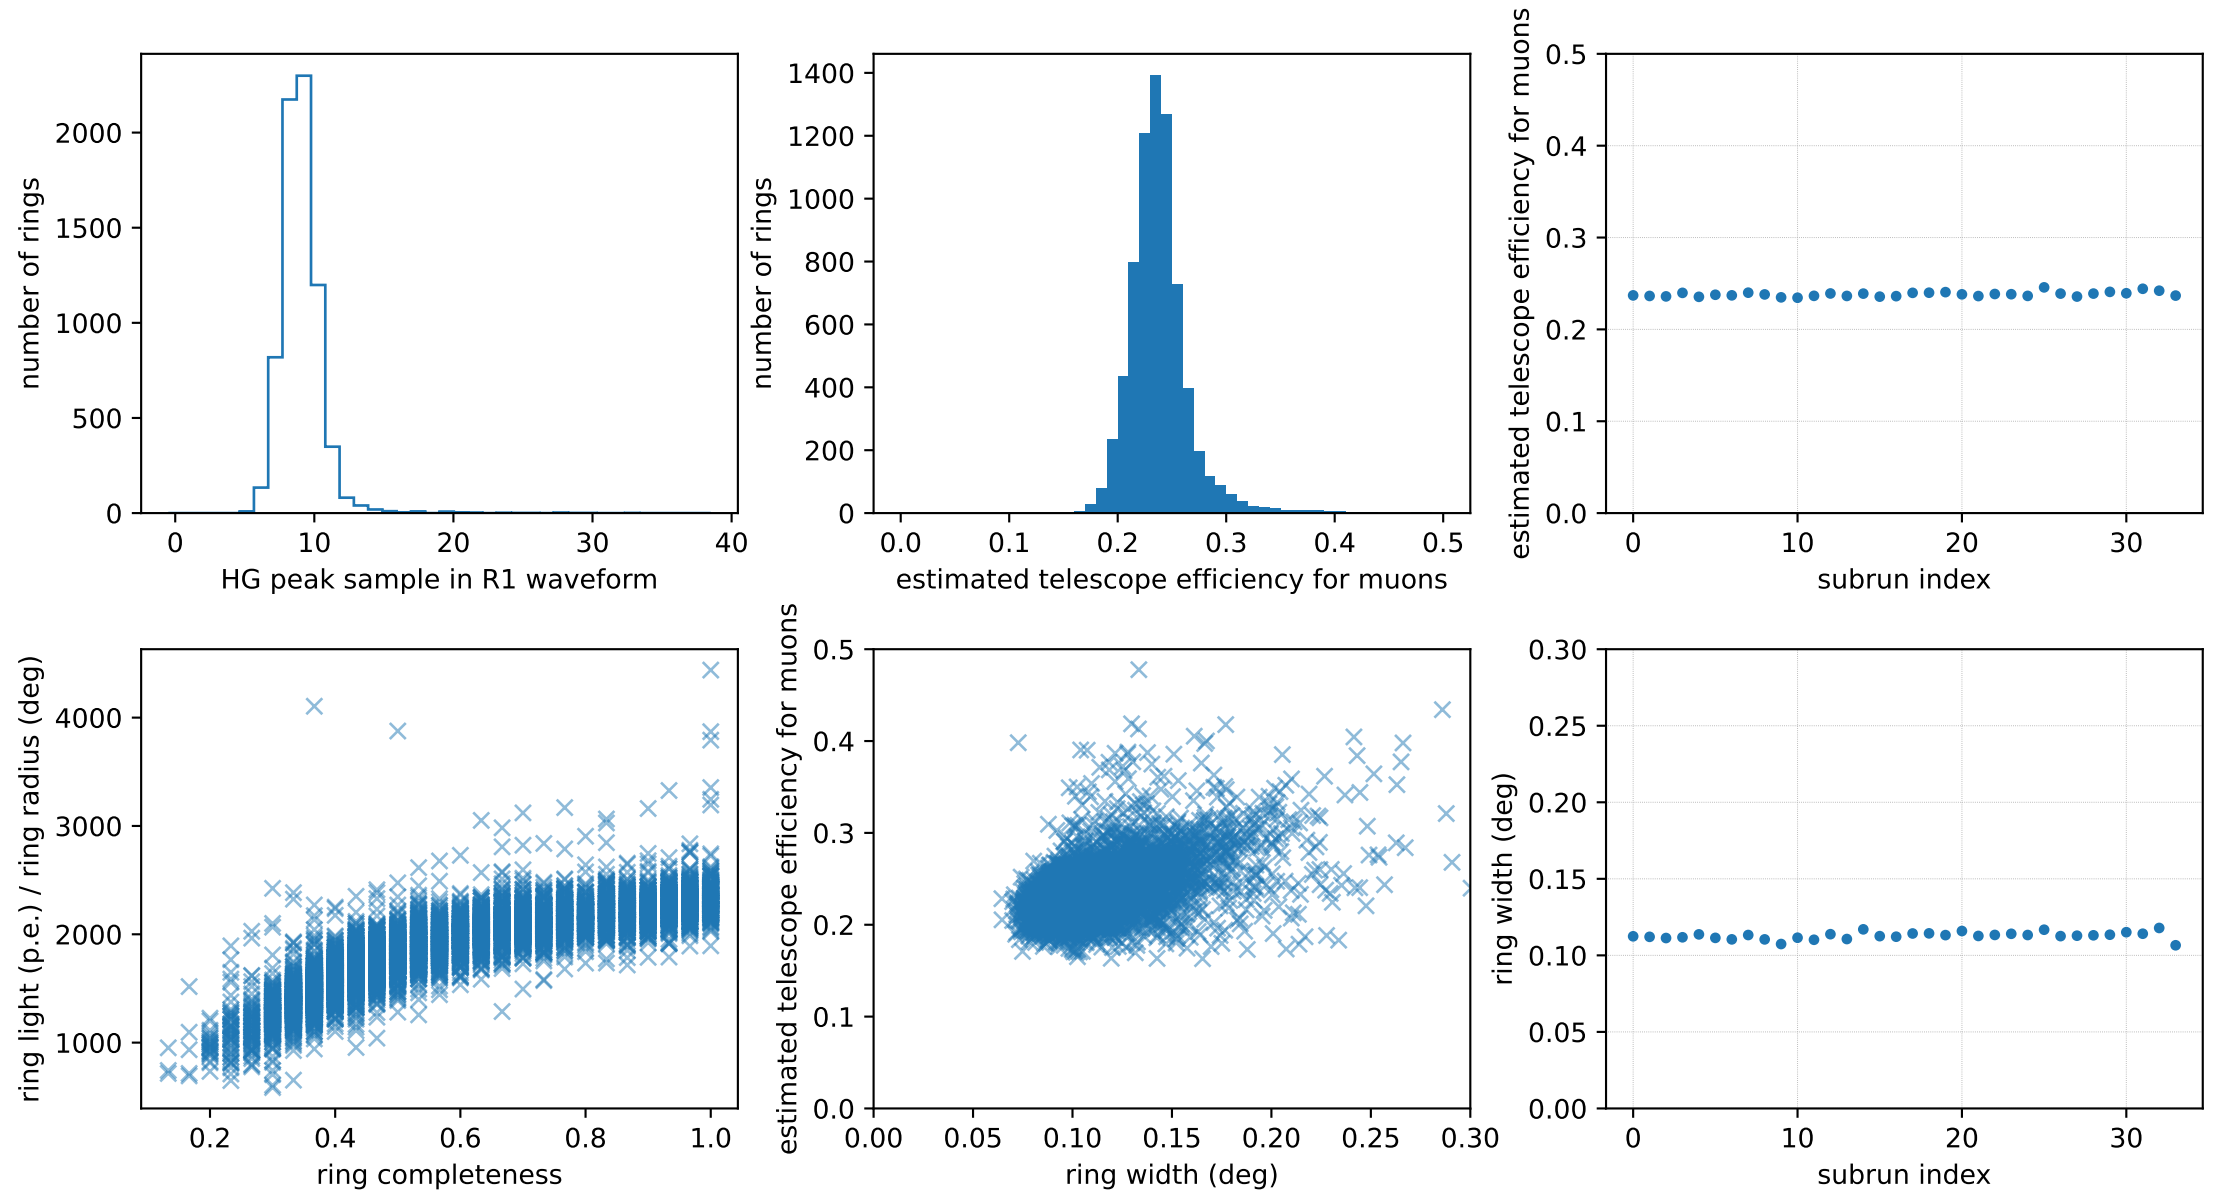 number of rings
2000
1500
1000
500
0
0 10 20 30 40
HG peak sample in R1 waveform
number of rings
1400
1200
1000
800
600
400
200
0
0.0 0.1 0.2 0.3 0.4 0.5
estimated telescope efficiency for muons
estimated telescope efficiency for muons
0.5
0.4
0.3
0.2
0.1
0.0
0 10 20 30
subrun index
ring light (p.e.) / ring radius (deg)
4000
3000
2000
1000
0.2 0.4 0.6 0.8 1.0
ring completeness
estimated telescope efficiency for muons
0.5
0.4
0.3
0.2
0.1
0.0
0.00 0.05 0.10 0.15 0.20 0.25 0.30
ring width (deg)
ring width (deg)
0.30
0.25
0.20
0.15
0.10
0.05
0.00
0 10 20 30
subrun index